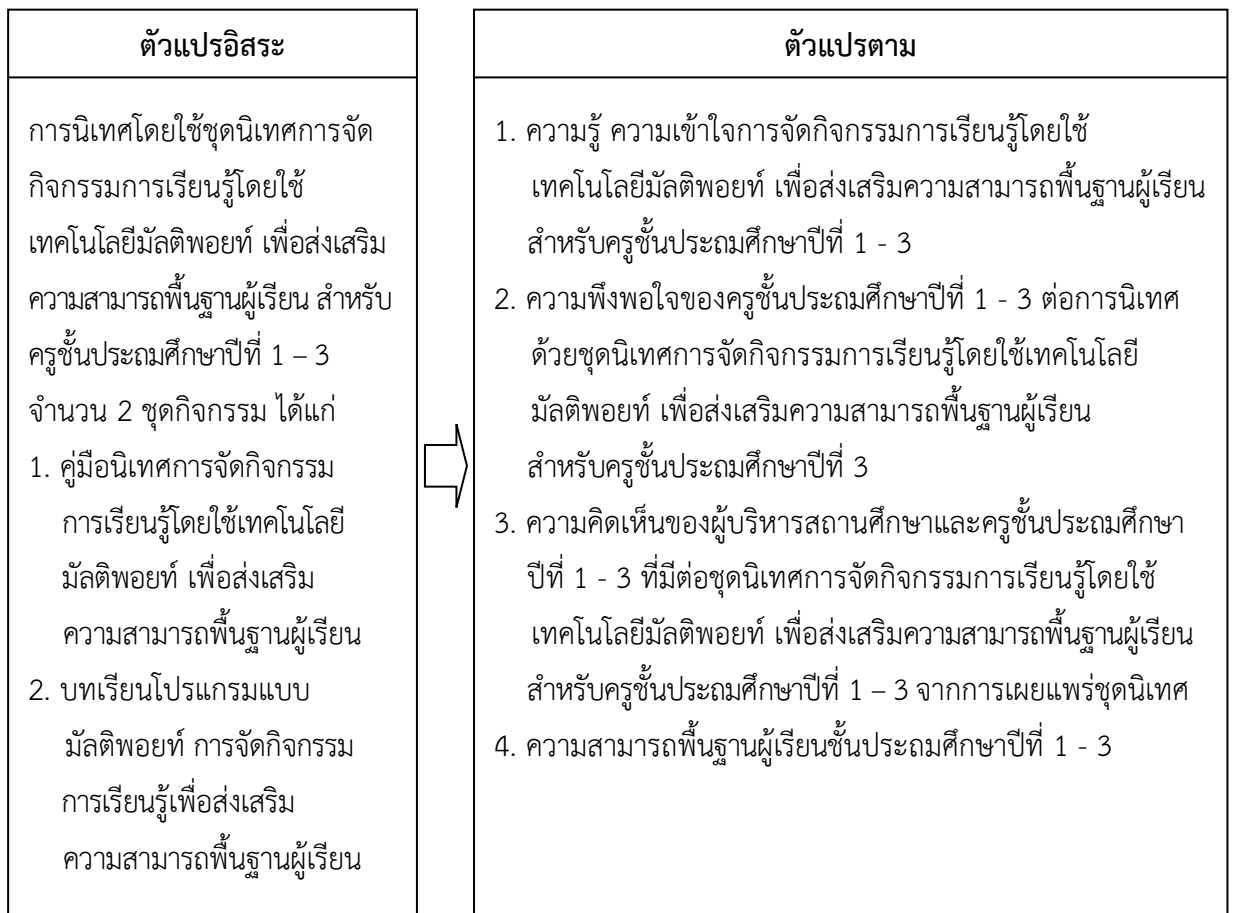 ตัวแปรอิสระ
การนิเทศโดยใช้ชุดนิเทศการจัด
กิจกรรมการเรียนรู้โดยใช้
เทคโนโลยีมัลติพอยท์ เพื่อส่งเสริม
ความสามารถพื้นฐานผู้เรียน สำหรับ
ครูชั้นประถมศึกษาปีที่ 1 – 3
จำนวน 2 ชุดกิจกรรม ได้แก่
1. คู่มือนิเทศการจัดกิจกรรม
การเรียนรู้โดยใช้เทคโนโลยี
มัลติพอยท์ เพื่อส่งเสริม
ความสามารถพื้นฐานผู้เรียน
2. บทเรียนโปรแกรมแบบ
มัลติพอยท์ การจัดกิจกรรม
การเรียนรู้เพื่อส่งเสริม
ความสามารถพื้นฐานผู้เรียน
ตัวแปรตาม
1. ความรู้ ความเข้าใจการจัดกิจกรรมการเรียนรู้โดยใช้
เทคโนโลยีมัลติพอยท์ เพื่อส่งเสริมความสามารถพื้นฐานผู้เรียน
สำหรับครูชั้นประถมศึกษาปีที่ 1 - 3
2. ความพึงพอใจของครูชั้นประถมศึกษาปีที่ 1 - 3 ต่อการนิเทศ
ด้วยชุดนิเทศการจัดกิจกรรมการเรียนรู้โดยใช้เทคโนโลยี
มัลติพอยท์ เพื่อส่งเสริมความสามารถพื้นฐานผู้เรียน
สำหรับครูชั้นประถมศึกษาปีที่ 3
3. ความคิดเห็นของผู้บริหารสถานศึกษาและครูชั้นประถมศึกษา
ปีที่ 1 - 3 ที่มีต่อชุดนิเทศการจัดกิจกรรมการเรียนรู้โดยใช้
เทคโนโลยีมัลติพอยท์ เพื่อส่งเสริมความสามารถพื้นฐานผู้เรียน
สำหรับครูชั้นประถมศึกษาปีที่ 1 – 3 จากการเผยแพร่ชุดนิเทศ
4. ความสามารถพื้นฐานผู้เรียนชั้นประถมศึกษาปีที่ 1 - 3